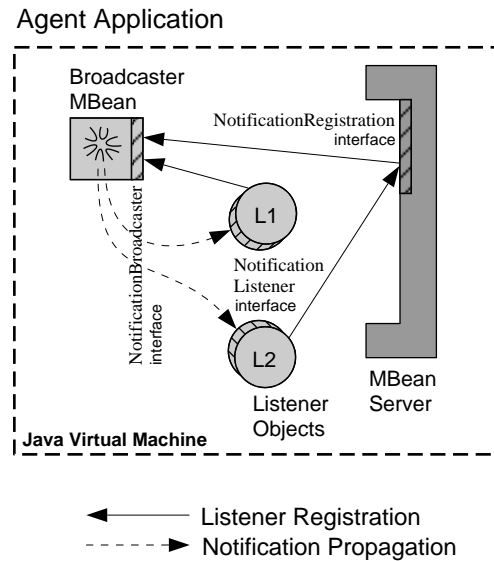 Agent Application
Broadcaster
MBean
NotificationRegistration
interface
L1
NotificationBroadcaster
interface
Notification
Listener
interface
L2
Listener
Objects
MBean
Server
Java Virtual Machine
Listener Registration
Notification Propagation